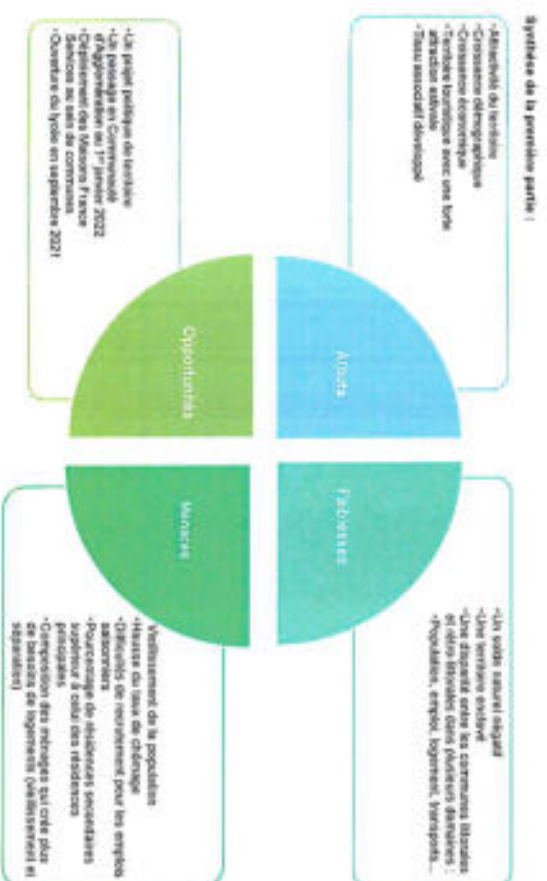 Synthèse de la première partie :
•Attractivité du territoire
•Croissance démographique
•Croissance économique
•Territoire touristique avec une forte
attraction estivale
•Tissu associatif développé
Atouts
•Un solde naturel négatif
•Une territoire enclavé
•Une disparité entre les communes littorales
et rétro-littorales dans plusieurs domaines :
•Population, emploi, logement, transports...
Faiblesses
•Un projet politique de territoire
•Un passage en Communauté
d'Agglomération au 1er janvier 2022
•Déploiement des Maisons France
Services au sein de communes
•Ouverture du lycée en septembre 2021
Opportunités
Vieillissement de la population
•Hausse du taux de chômage
•Difficultés de recrutement pour les emplois
saisonniers
•Pourcentage de résidences secondaires
supérieur à celui des résidences
principales
•Composition des ménages qui crée plus
de besoins de logements (vieillissement et
séparation)
Menaces